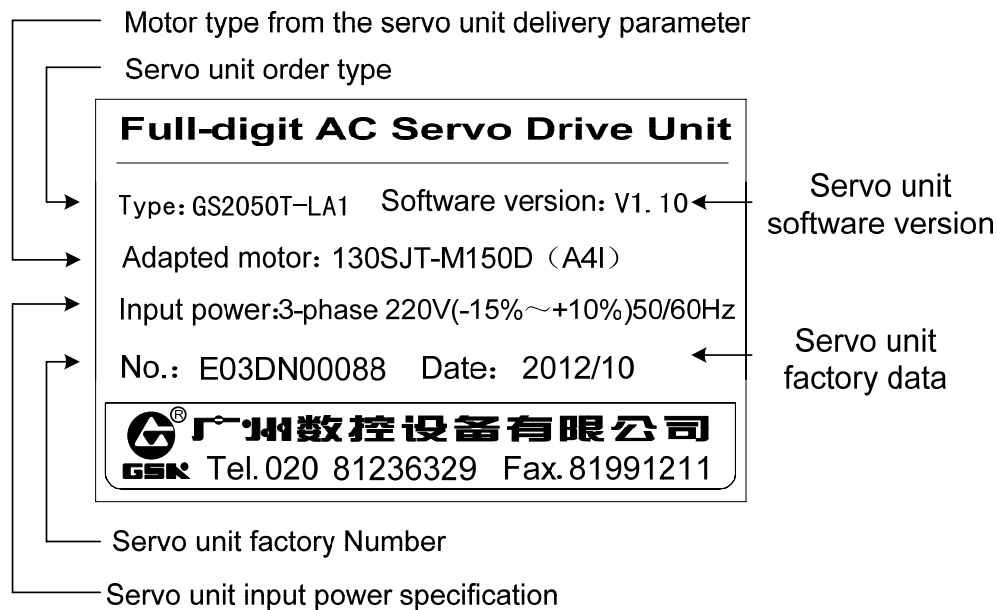 Motor type from the servo unit delivery parameter
Servo unit order type
Full-digit AC Servo Drive Unit
Type: GS2050T-LA1 Software version: V1.10
Servo unit
software version
Adapted motor: 130SJT-M150D（A4I）
Input power:3-phase 220V(-15%～+10%)50/60Hz
No.: E03DN00088 Date: 2012/10
Servo unit
factory data
®广州数控设备有限公司
GSK Tel.020 81236329 Fax.81991211
Servo unit factory Number
Servo unit input power specification